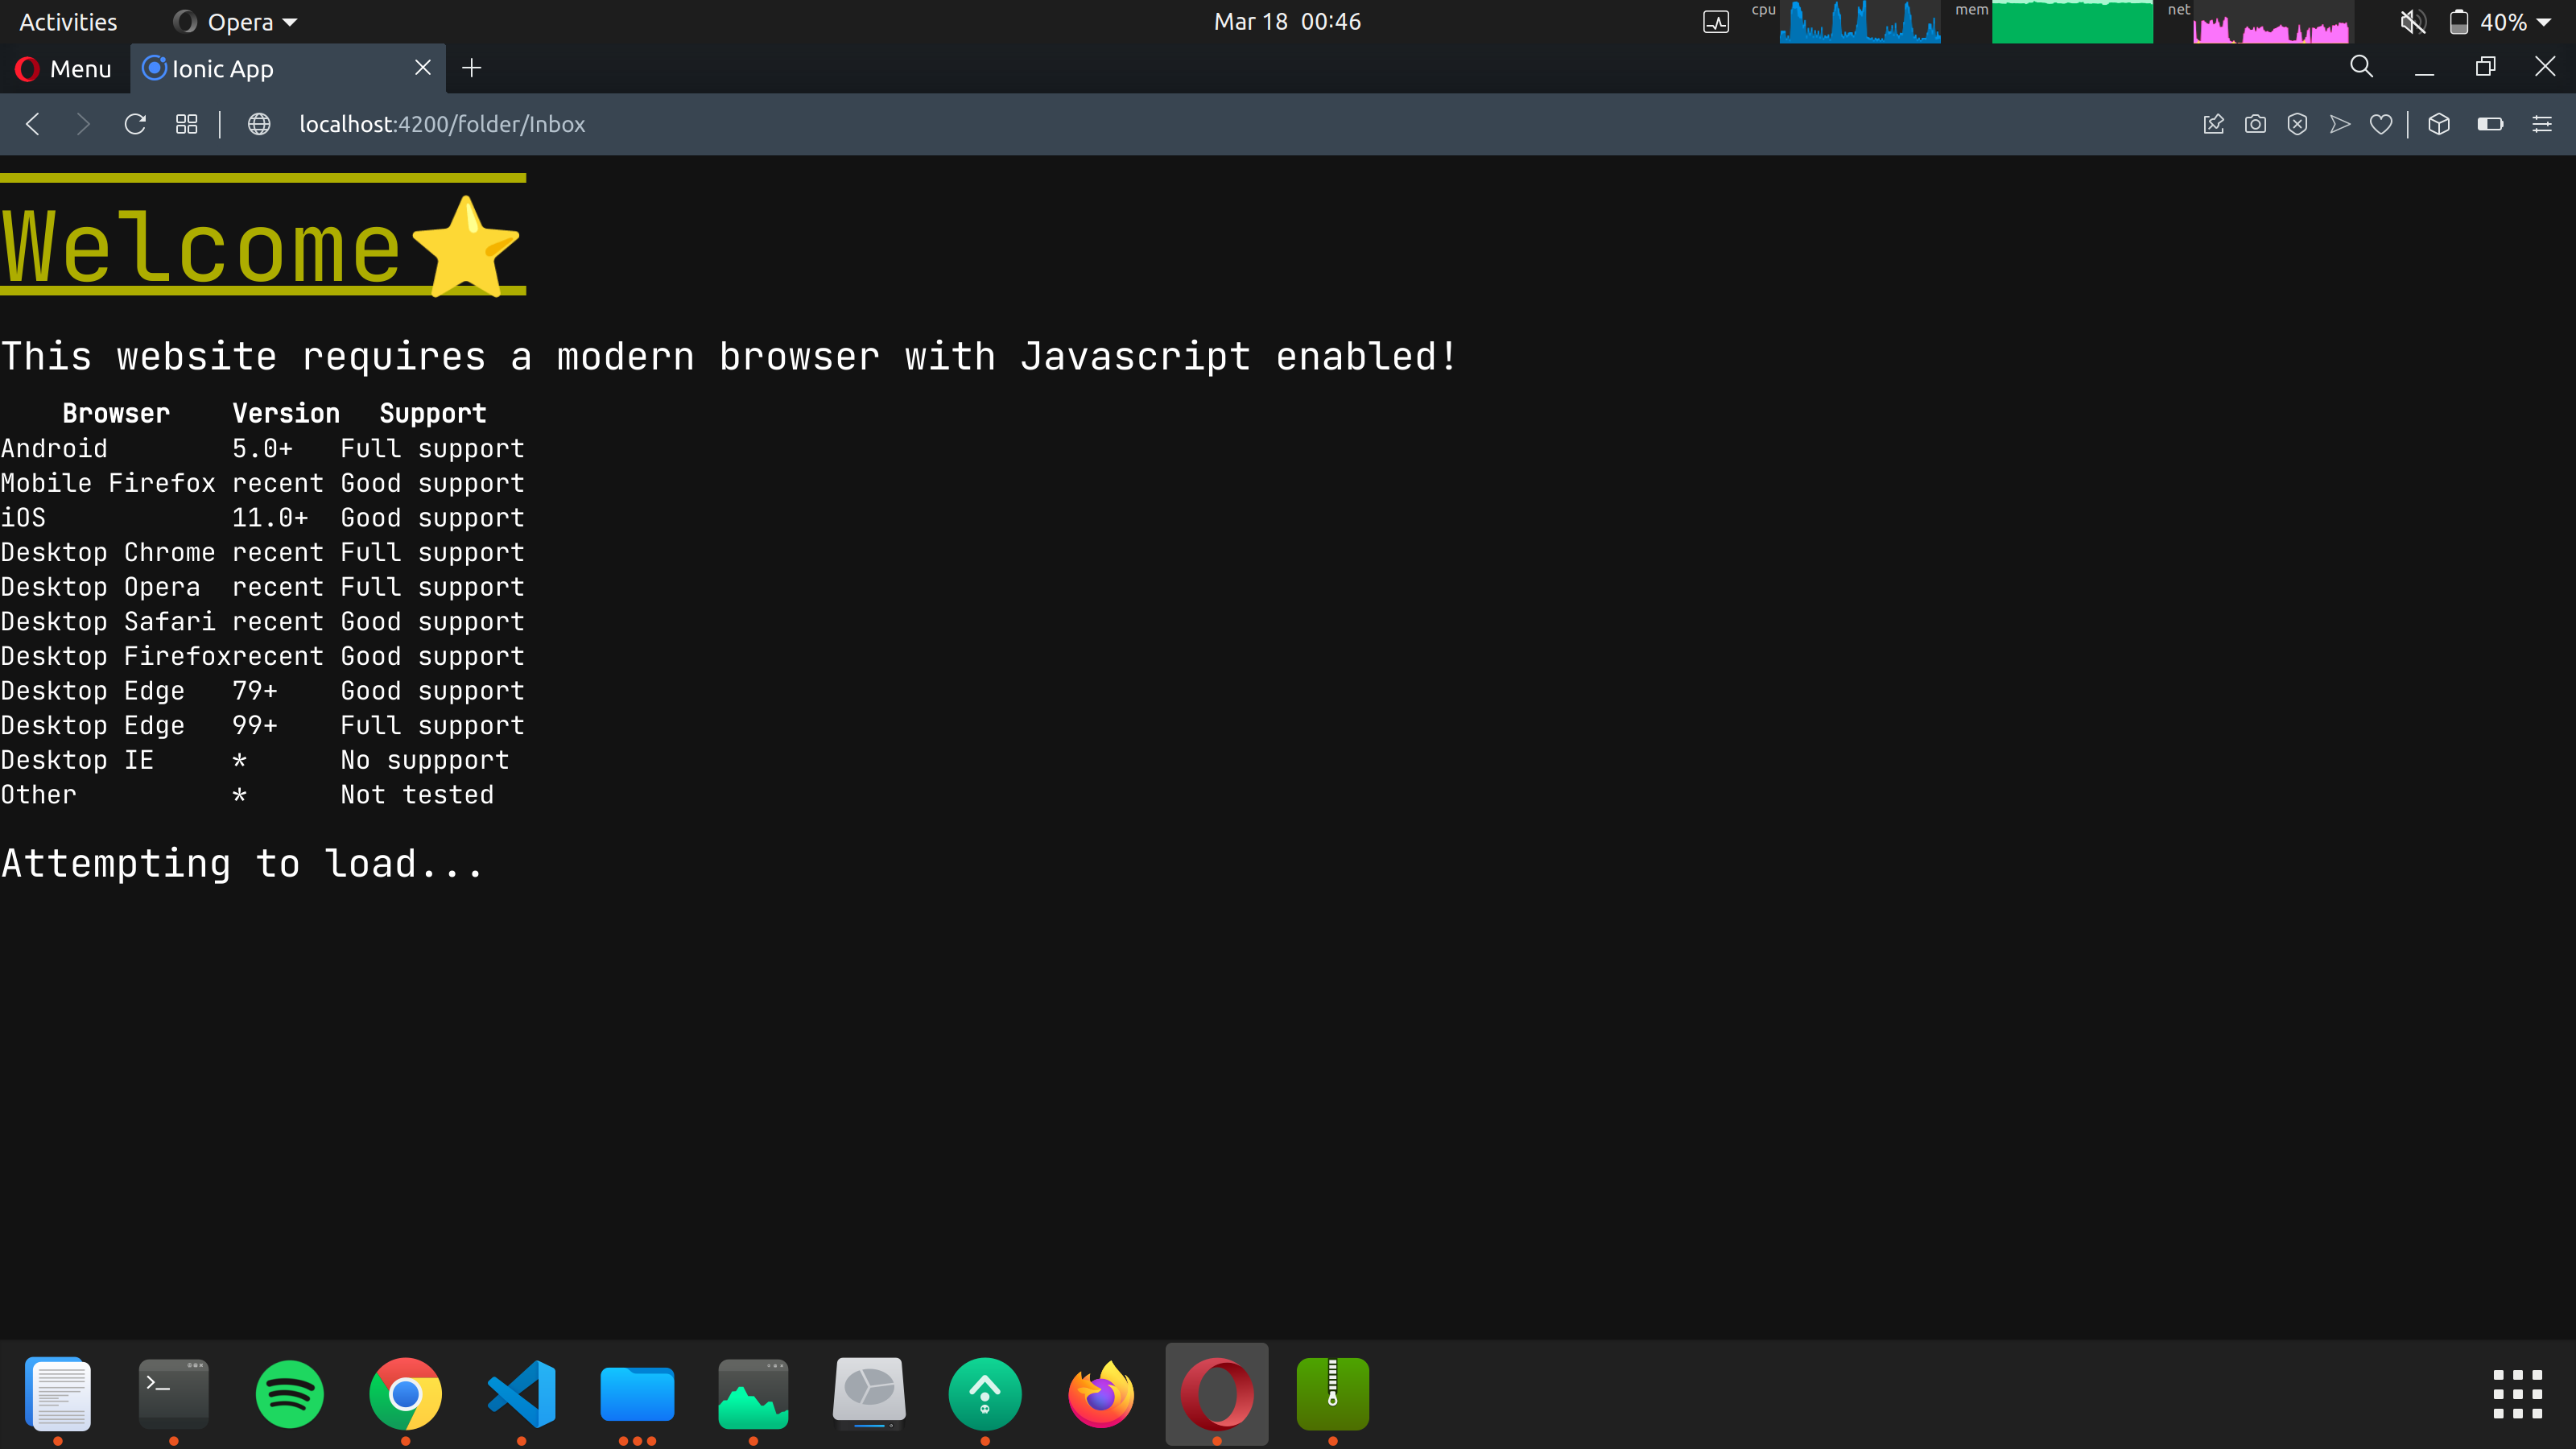 Activities Opera Mar 18 00:46 cpu mem net 40%
Menu Ionic App
localhost:4200/folder/Inbox
Welcome⭐
This website requires a modern browser with Javascript enabled!
Browser Version Support
Android 5.0+ Full support
Mobile Firefox recent Good support
iOS 11.0+ Good support
Desktop Chrome recent Full support
Desktop Opera recent Full support
Desktop Safari recent Good support
Desktop Firefox recent Good support
Desktop Edge 79+ Good support
Desktop Edge 99+ Full support
Desktop IE * No suppport
Other * Not tested
Attempting to load...